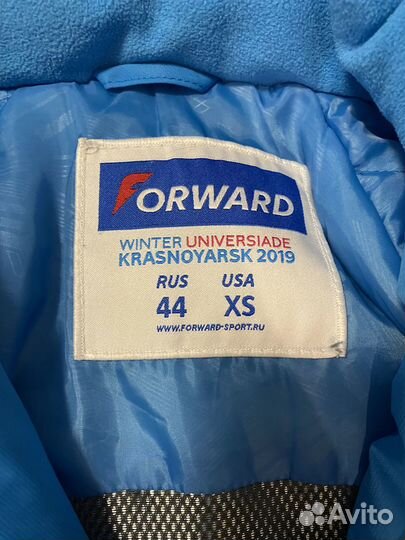 FORWARD
WINTER UNIVERSIADE
KRASNOYARSK 2019
RUS USA
44 XS
WWW.FORWARD-SPORT.RU
Avito